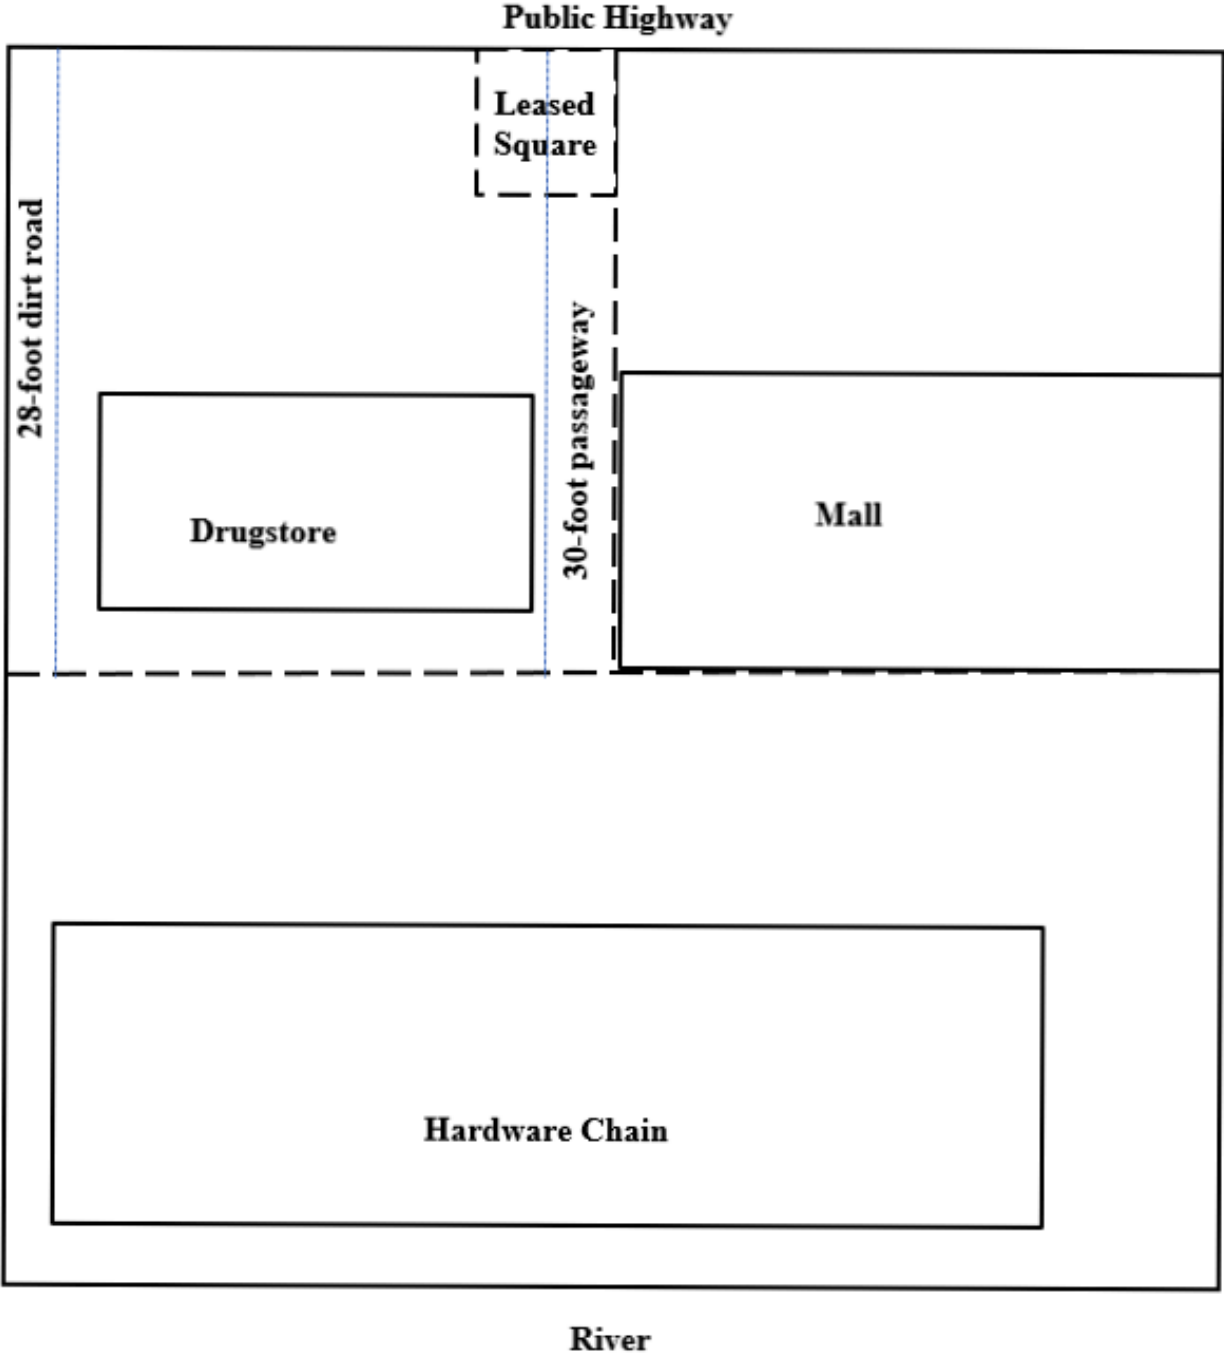 Public Highway
Leased
Square
28-foot dirt road
30-foot passageway
Drugstore
Mall
Hardware Chain
River